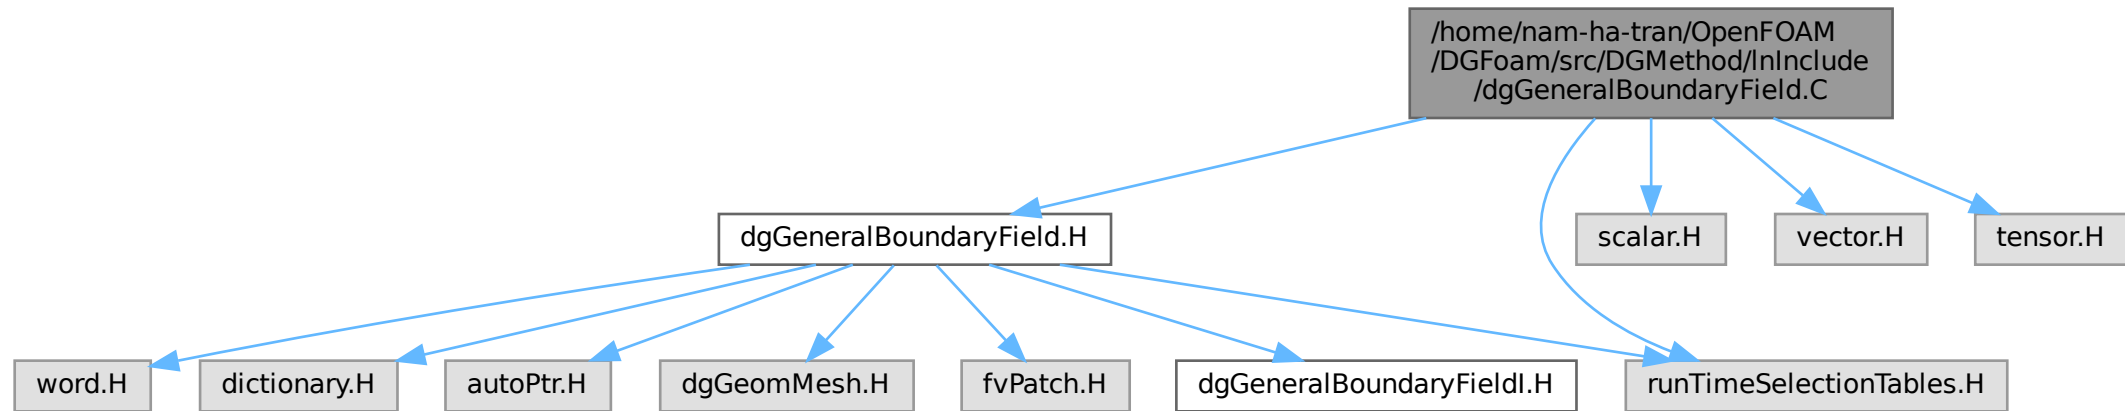 /home/nam-ha-tran/OpenFOAM
/DGFoam/src/DGMethod/lnInclude
/dgGeneralBoundaryField.C
dgGeneralBoundaryField.H
scalar.H
vector.H
tensor.H
word.H
dictionary.H
autoPtr.H
dgGeomMesh.H
fvPatch.H
dgGeneralBoundaryFieldI.H
runTimeSelectionTables.H